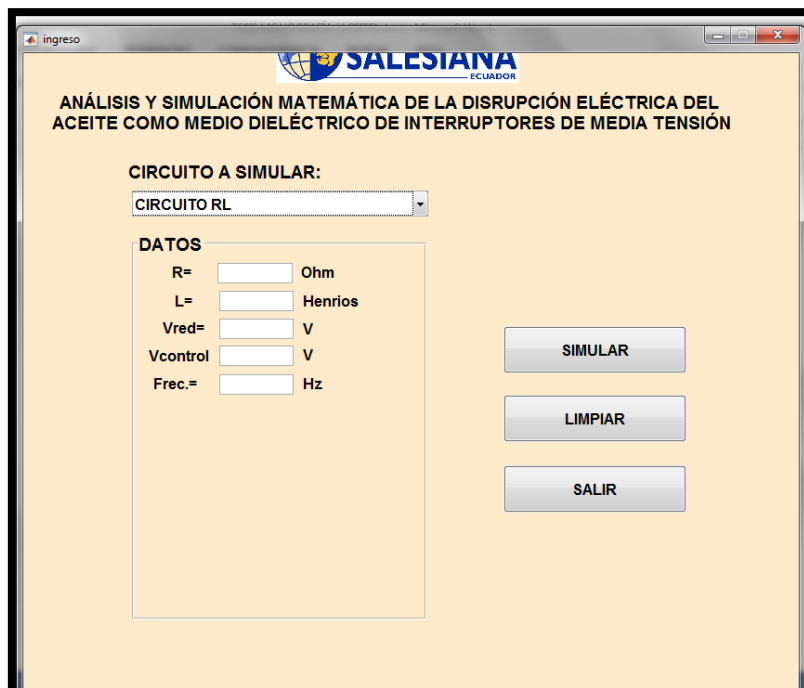 ingreso
SALESIANA
ECUADOR
ANÁLISIS Y SIMULACIÓN MATEMÁTICA DE LA DISRUPCIÓN ELÉCTRICA DEL
ACEITE COMO MEDIO DIELÉCTRICO DE INTERRUPTORES DE MEDIA TENSIÓN
CIRCUITO A SIMULAR:
CIRCUITO RL
DATOS
R= Ohm
L= Henrios
Vred= V
Vcontrol V
Frec.= Hz
SIMULAR
LIMPIAR
SALIR